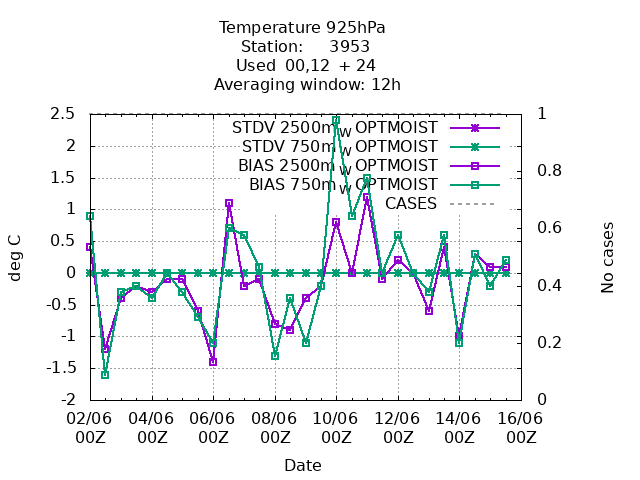 Temperature 925hPa
Station: 3953
Used 00,12 + 24
Averaging window: 12h
STDV 2500m_w OPTMOIST
STDV 750m_w OPTMOIST
BIAS 2500m_w OPTMOIST
BIAS 750m_w OPTMOIST
CASES
2.5
2
1.5
1
0.5
0
-0.5
-1
-1.5
-2
1
0.8
0.6
0.4
0.2
0
deg C
No cases
02/06 04/06 06/06 08/06 10/06 12/06 14/06 16/06
00Z 00Z 00Z 00Z 00Z 00Z 00Z 00Z
Date